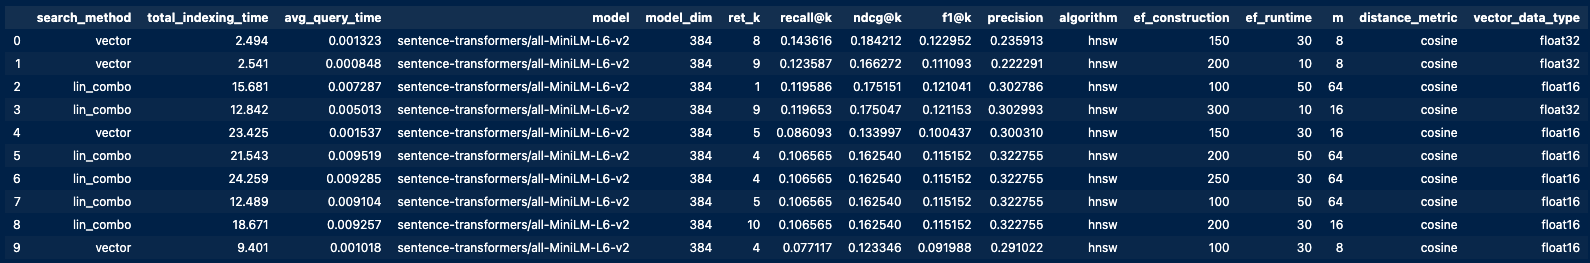 search_method total_indexing_time avg_query_time model model_dim ret_k recall@k ndcg@k f1@k precision algorithm ef_construction ef_runtime m distance_metric vector_data_type
0 vector 2.494 0.001323 sentence-transformers/all-MiniLM-L6-v2 384 8 0.143616 0.184212 0.122952 0.235913 hnsw 150 30 8 cosine float32
1 vector 2.541 0.000848 sentence-transformers/all-MiniLM-L6-v2 384 9 0.123587 0.166272 0.111093 0.222291 hnsw 200 10 8 cosine float32
2 lin_combo 15.681 0.007287 sentence-transformers/all-MiniLM-L6-v2 384 1 0.119586 0.175151 0.121041 0.302786 hnsw 100 50 64 cosine float16
3 lin_combo 12.842 0.005013 sentence-transformers/all-MiniLM-L6-v2 384 9 0.119653 0.175047 0.121153 0.302993 hnsw 300 10 16 cosine float32
4 vector 23.425 0.001537 sentence-transformers/all-MiniLM-L6-v2 384 5 0.086093 0.133997 0.100437 0.300310 hnsw 150 30 16 cosine float16
5 lin_combo 21.543 0.009519 sentence-transformers/all-MiniLM-L6-v2 384 4 0.106565 0.162540 0.115152 0.322755 hnsw 200 50 64 cosine float16
6 lin_combo 24.259 0.009285 sentence-transformers/all-MiniLM-L6-v2 384 4 0.106565 0.162540 0.115152 0.322755 hnsw 250 30 64 cosine float16
7 lin_combo 12.489 0.009104 sentence-transformers/all-MiniLM-L6-v2 384 5 0.106565 0.162540 0.115152 0.322755 hnsw 100 50 64 cosine float16
8 lin_combo 18.671 0.009257 sentence-transformers/all-MiniLM-L6-v2 384 10 0.106565 0.162540 0.115152 0.322755 hnsw 200 30 16 cosine float16
9 vector 9.401 0.001018 sentence-transformers/all-MiniLM-L6-v2 384 4 0.077117 0.123346 0.091988 0.291022 hnsw 100 30 8 cosine float16